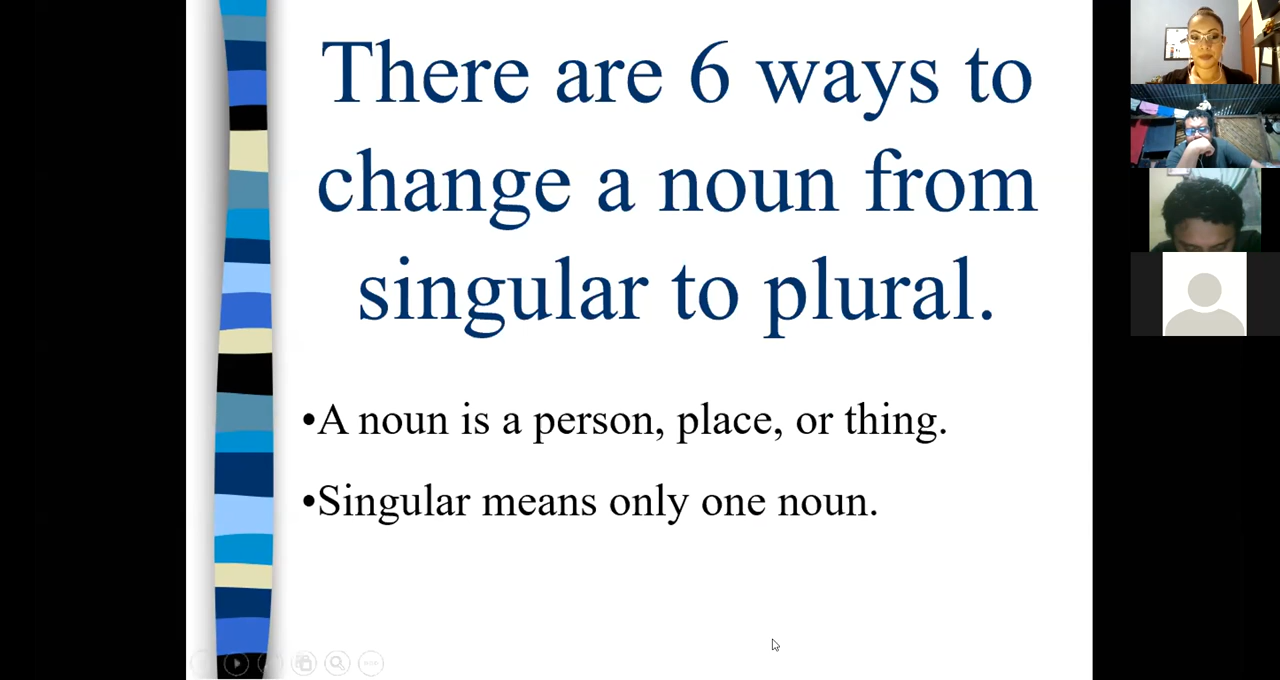 There are 6 ways to
change a noun from
singular to plural.
•A noun is a person, place, or thing.
•Singular means only one noun.